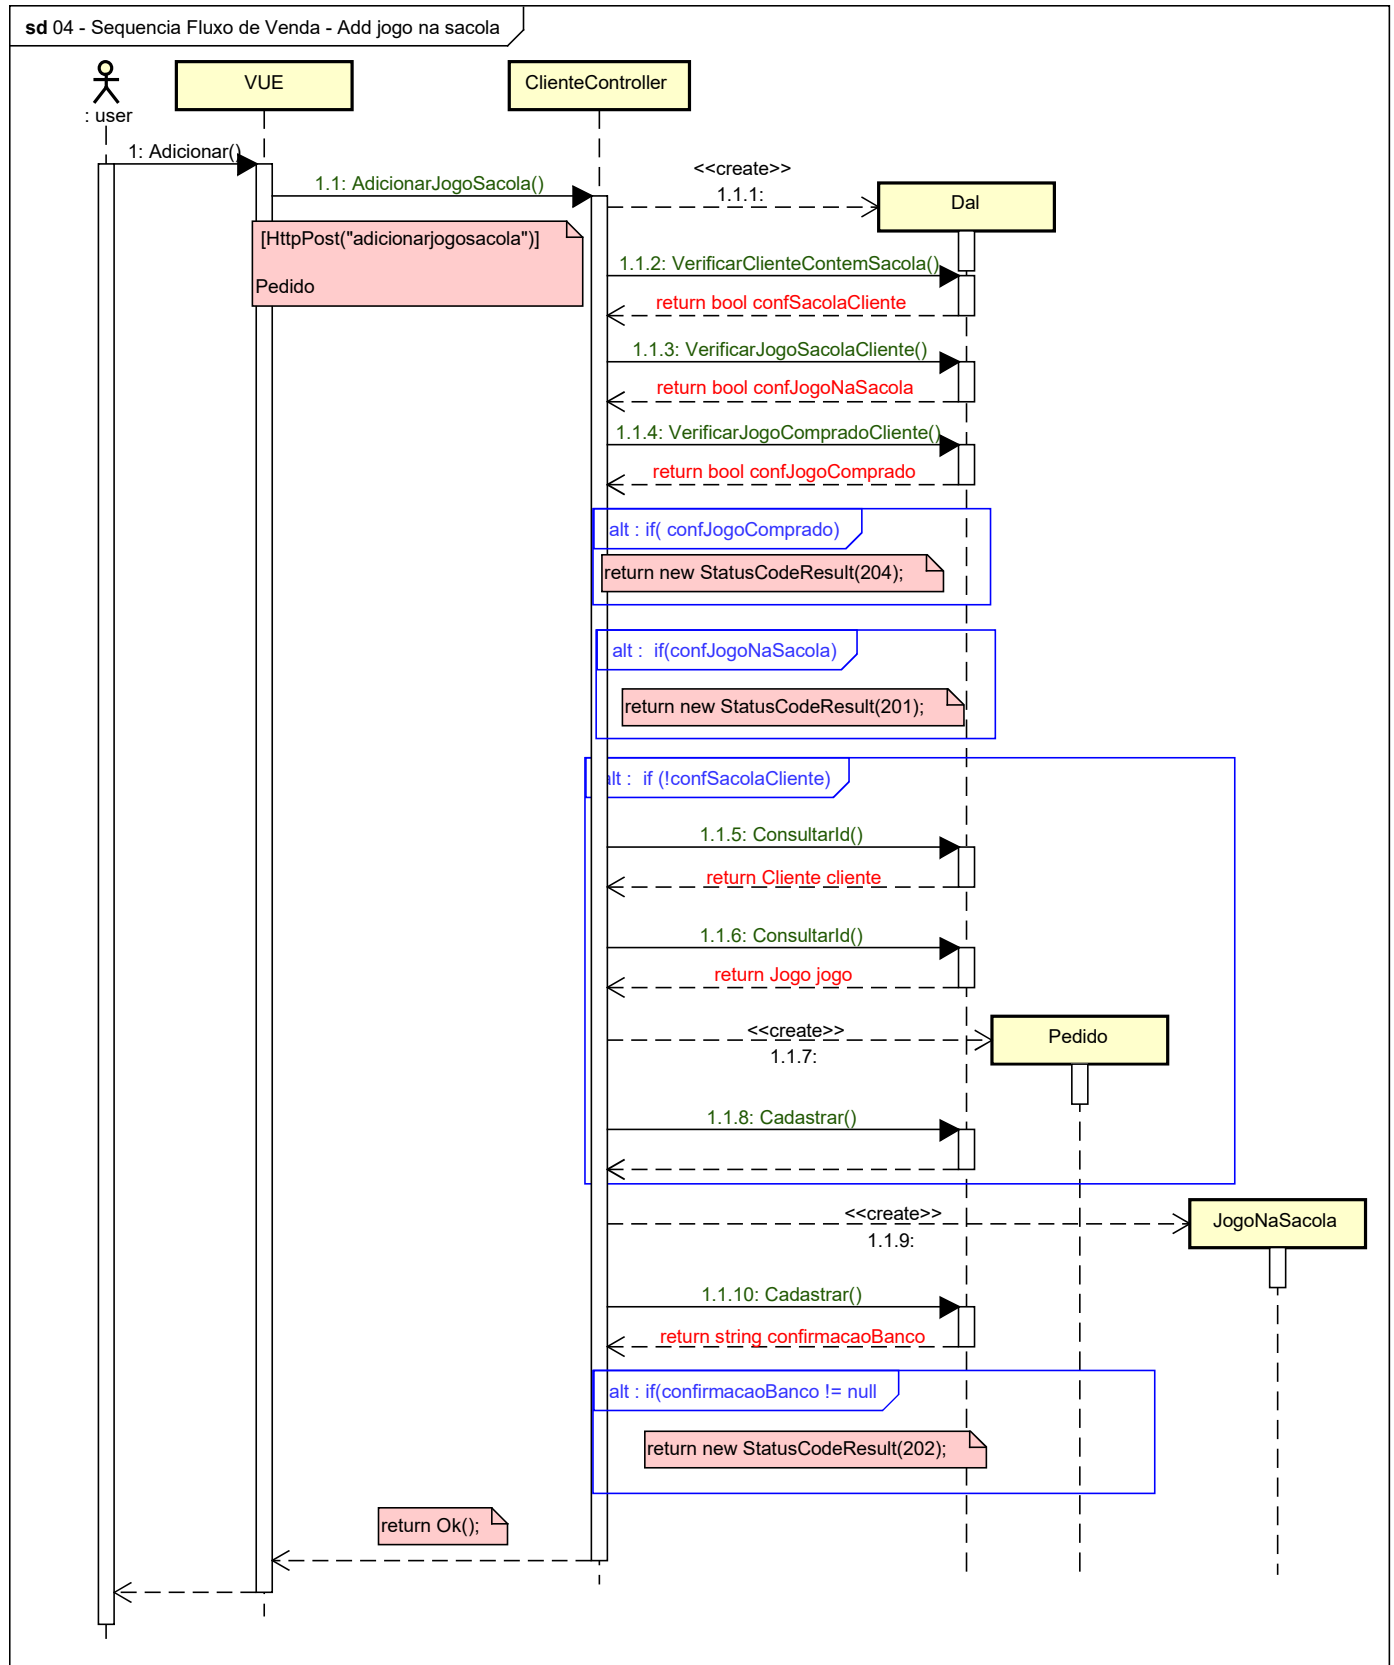 sd 04 - Sequencia Fluxo de Venda - Add jogo na sacola
: user
VUE
ClienteController
1: Adicionar()
1.1: AdicionarJogoSacola()
<<create>>
1.1.1:
Dal
[HttpPost("adicionarjogosacola")]
Pedido
1.1.2: VerificarClienteContemSacola()
return bool confSacolaCliente
1.1.3: VerificarJogoSacolaCliente()
return bool confJogoNaSacola
1.1.4: VerificarJogoCompradoCliente()
return bool confJogoComprado
alt : if( confJogoComprado)
return new StatusCodeResult(204);
alt :  if(confJogoNaSacola)
return new StatusCodeResult(201);
alt :  if (!confSacolaCliente)
1.1.5: ConsultarId()
return Cliente cliente
1.1.6: ConsultarId()
return Jogo jogo
<<create>>
1.1.7:
Pedido
1.1.8: Cadastrar()
<<create>>
1.1.9:
JogoNaSacola
1.1.10: Cadastrar()
return string confirmacaoBanco
alt : if(confirmacaoBanco != null
return new StatusCodeResult(202);
return Ok();